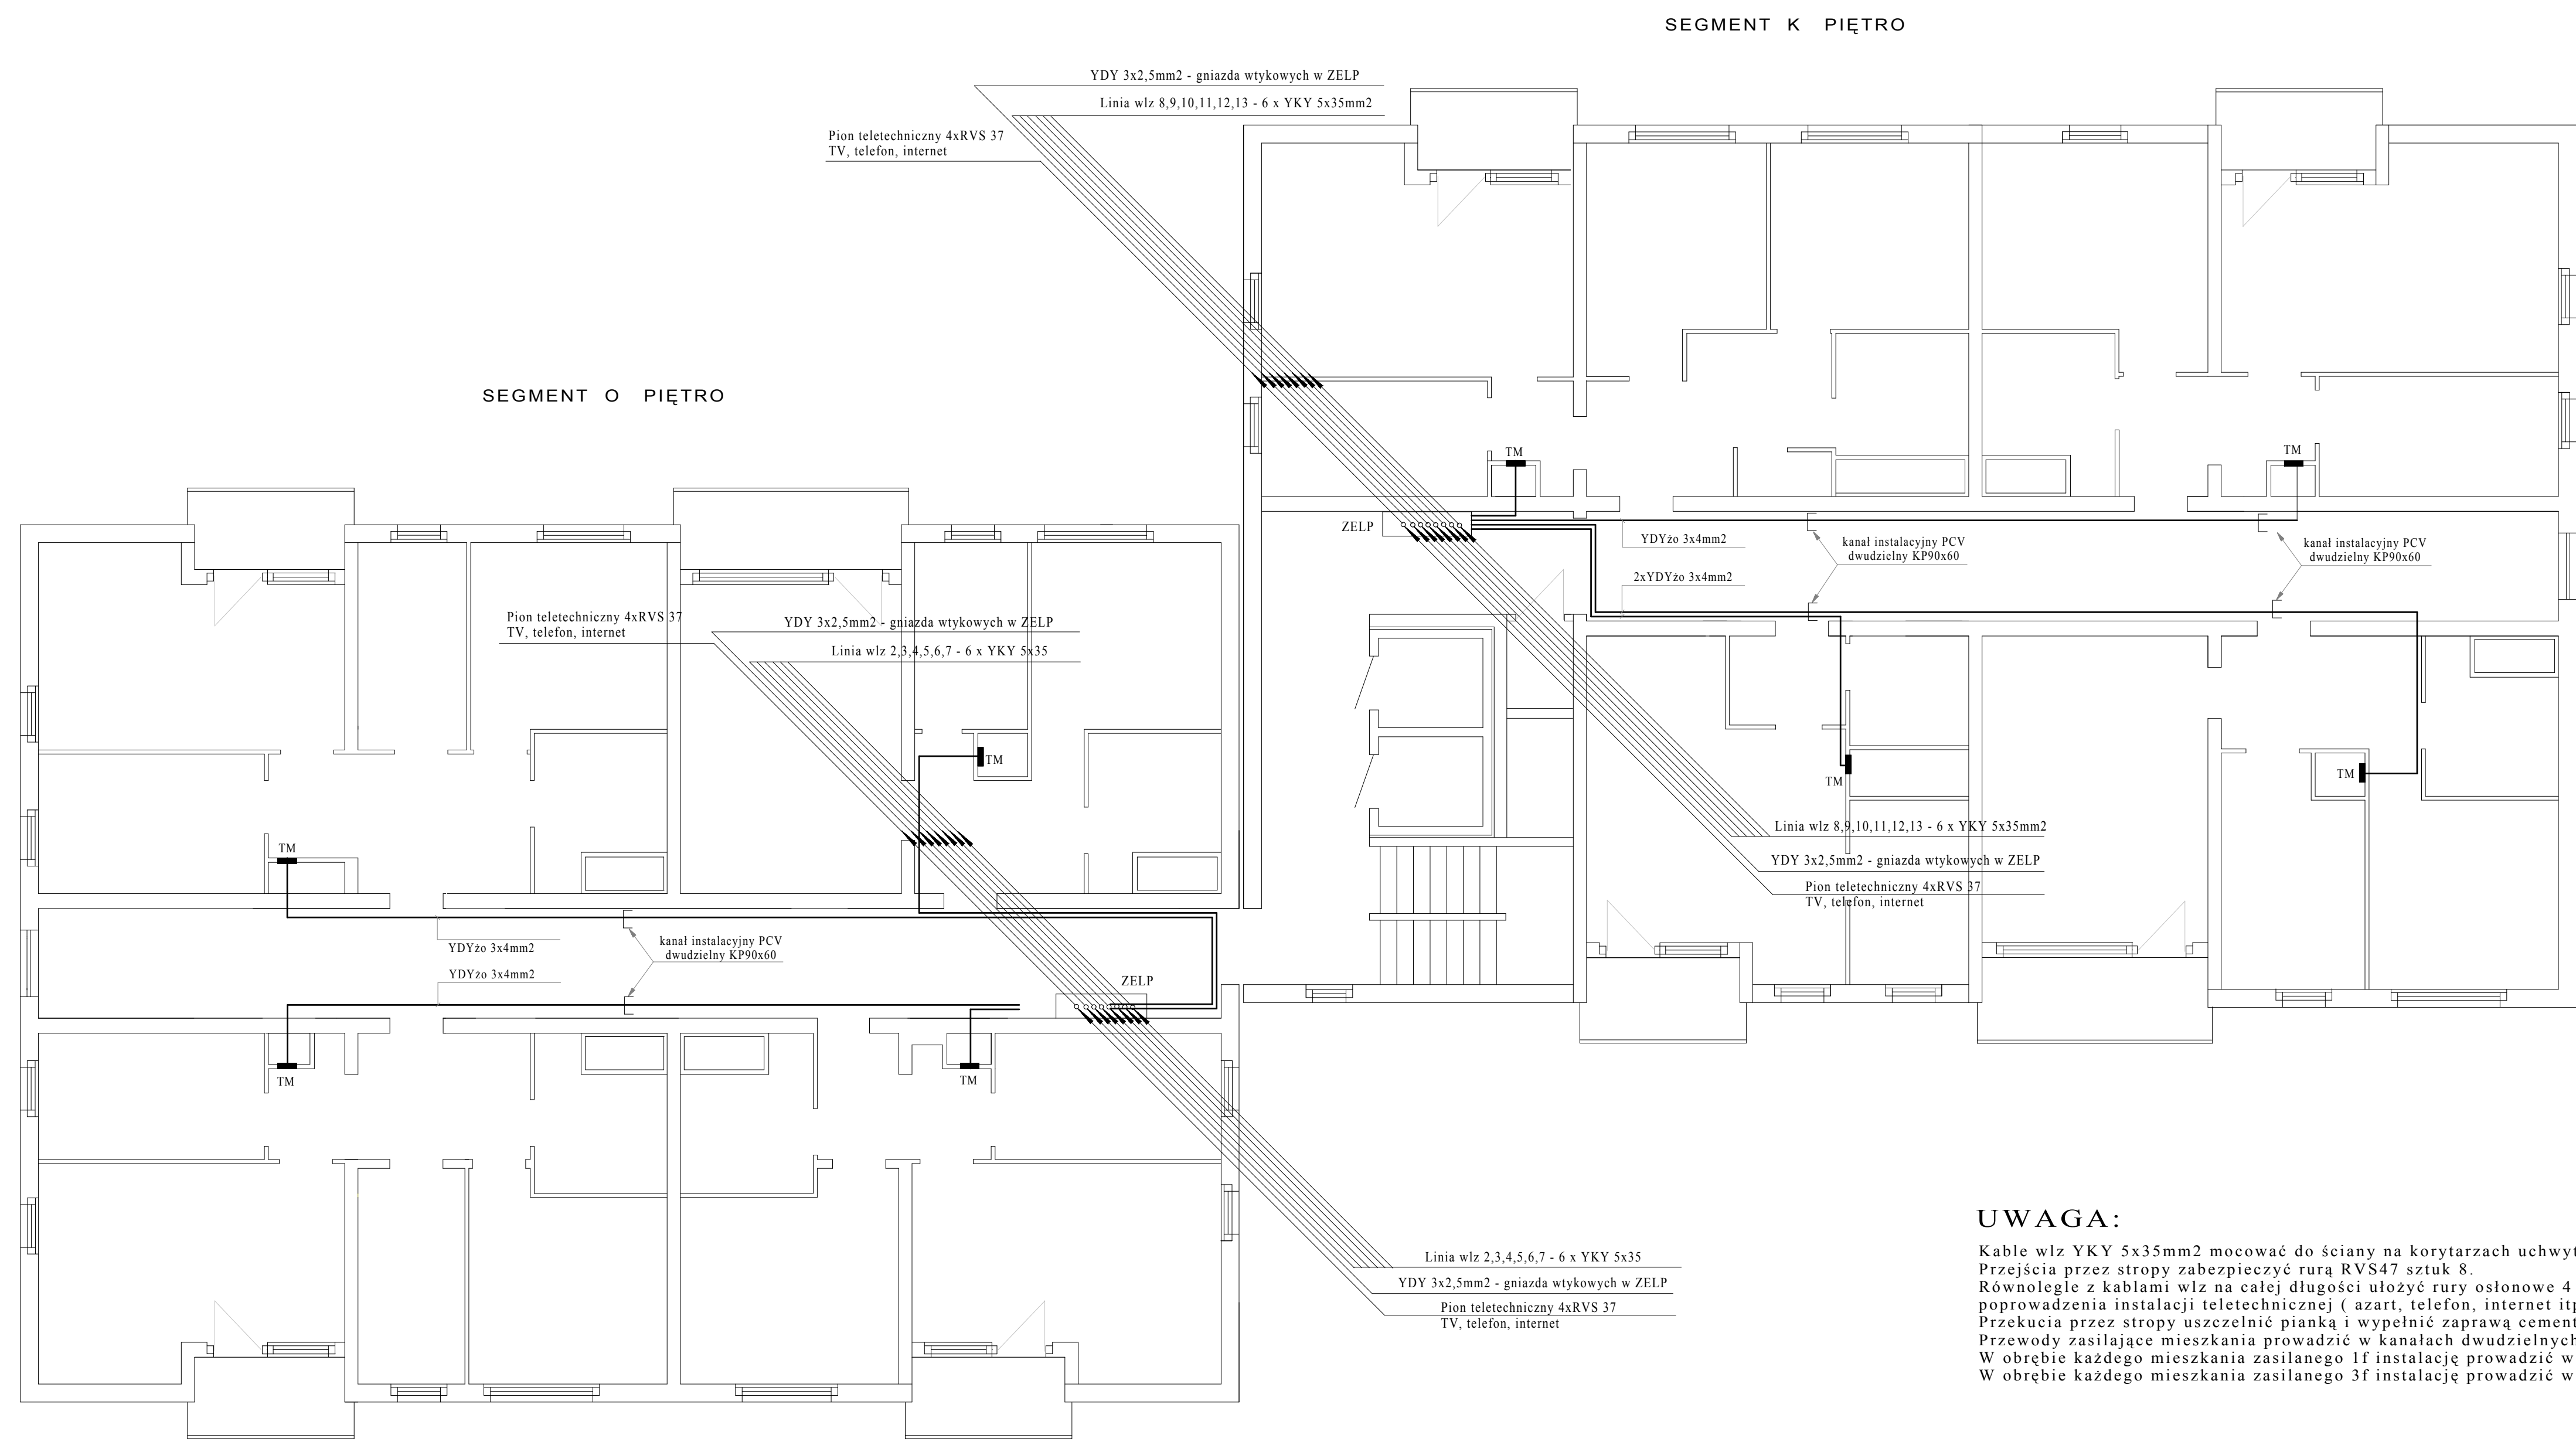 SEGMENT K PIĘTRO
YDY 3x2,5mm2 - gniazda wtykowych w ZELP
Linia wlz 8,9,10,11,12,13 - 6 x YKY 5x35mm2
Pion teletechniczny 4xRVS 37
TV, telefon, internet
SEGMENT O PIĘTRO
TM
TM
ZELP
YDYżo 3x4mm2
kanał instalacyjny PCV
dwudzielny KP90x60
kanał instalacyjny PCV
dwudzielny KP90x60
2xYDYżo 3x4mm2
Pion teletechniczny 4xRVS 37
TV, telefon, internet
YDY 3x2,5mm2 - gniazda wtykowych w ZELP
Linia wlz 2,3,4,5,6,7 - 6 x YKY 5x35
TM
TM
TM
Linia wlz 8,9,10,11,12,13 - 6 x YKY 5x35mm2
YDY 3x2,5mm2 - gniazda wtykowych w ZELP
Pion teletechniczny 4xRVS 37
TV, telefon, internet
TM
YDYżo 3x4mm2
kanał instalacyjny PCV
dwudzielny KP90x60
YDYżo 3x4mm2
ZELP
TM
TM
Linia wlz 2,3,4,5,6,7 - 6 x YKY 5x35
YDY 3x2,5mm2 - gniazda wtykowych w ZELP
Pion teletechniczny 4xRVS 37
TV, telefon, internet
UWAGA:
Kable wlz YKY 5x35mm2 mocować do ściany na korytarzach uchwyt
Przejścia przez stropy zabezpieczyć rurą RVS47 sztuk 8.
Równolegle z kablami wlz na całej długości ułożyć rury osłonowe 4
poprowadzenia instalacji teletechnicznej ( azart, telefon, internet itp
Przekucia przez stropy uszczelnić pianką i wypełnić zaprawą cement
Przewody zasilające mieszkania prowadzić w kanałach dwudzielnych
W obrębie każdego mieszkania zasilanego 1f instalację prowadzić w
W obrębie każdego mieszkania zasilanego 3f instalację prowadzić w